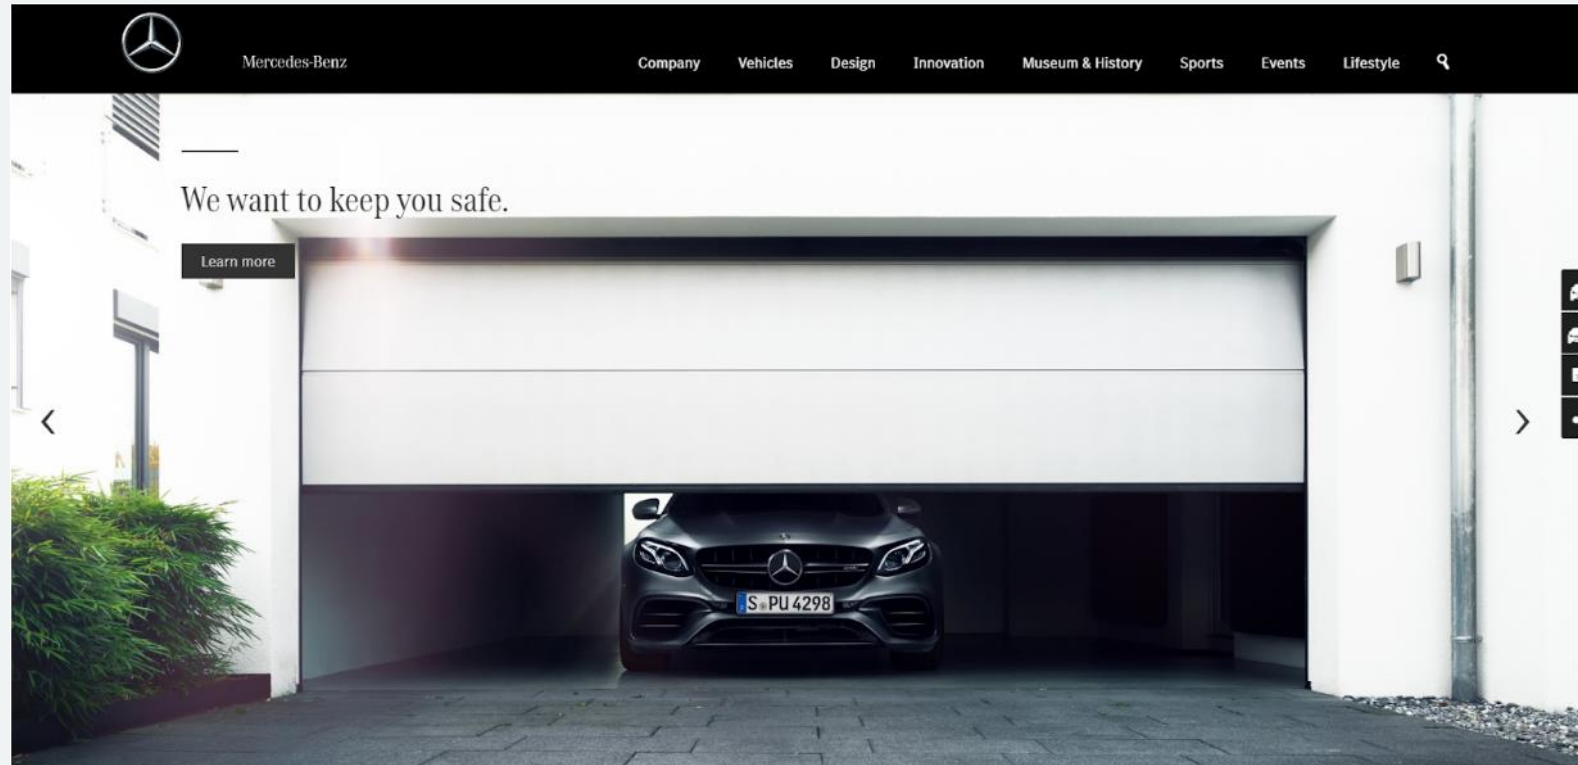 Mercedes-Benz
Company Vehicles Design Innovation Museum & History Sports Events Lifestyle
We want to keep you safe.
Learn more
S PU 4298